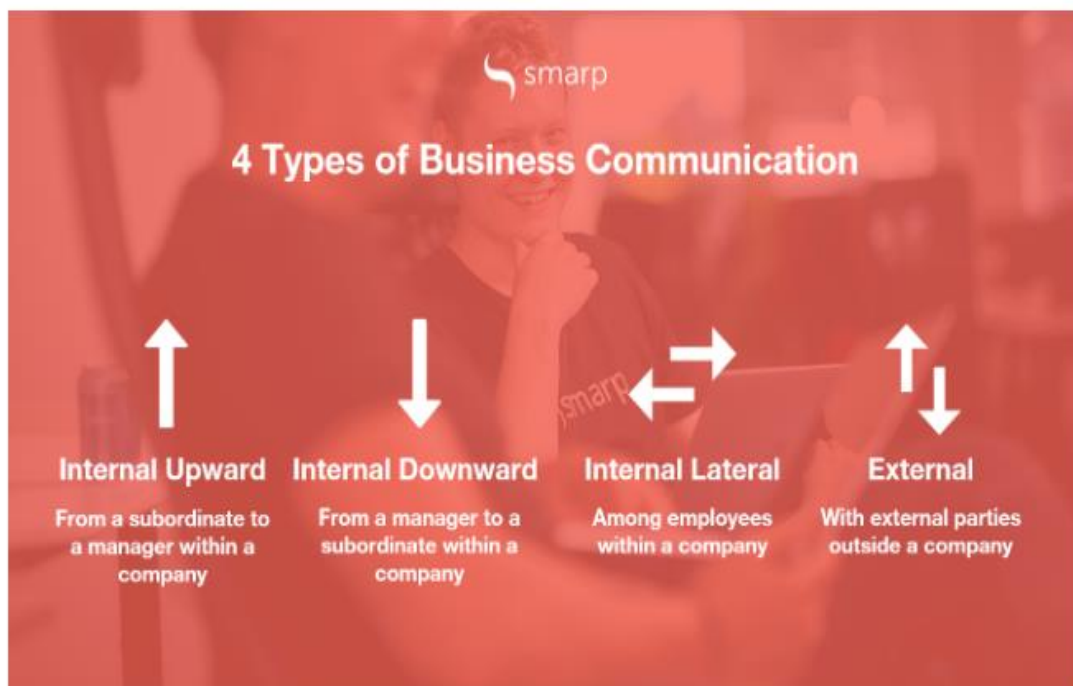 smarp
4 Types of Business Communication
smarp
Internal Upward
From a subordinate to
a manager within a
company
Internal Downward
From a manager to a
subordinate within a
company
Internal Lateral
Among employees
within a company
External
With external parties
outside a company